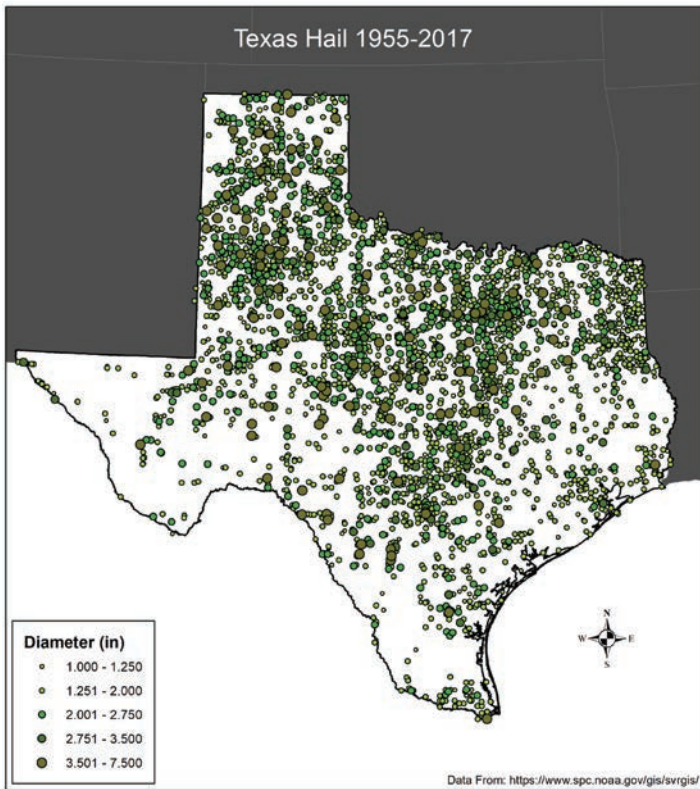 Texas Hail 1955-2017
Diameter (in)
1.000 - 1.250
1.251 - 2.000
2.001 - 2.750
2.751 - 3.500
3.501 - 7.500
N
W E
S
Data From: https://www.spc.noaa.gov/gis/svrgis/